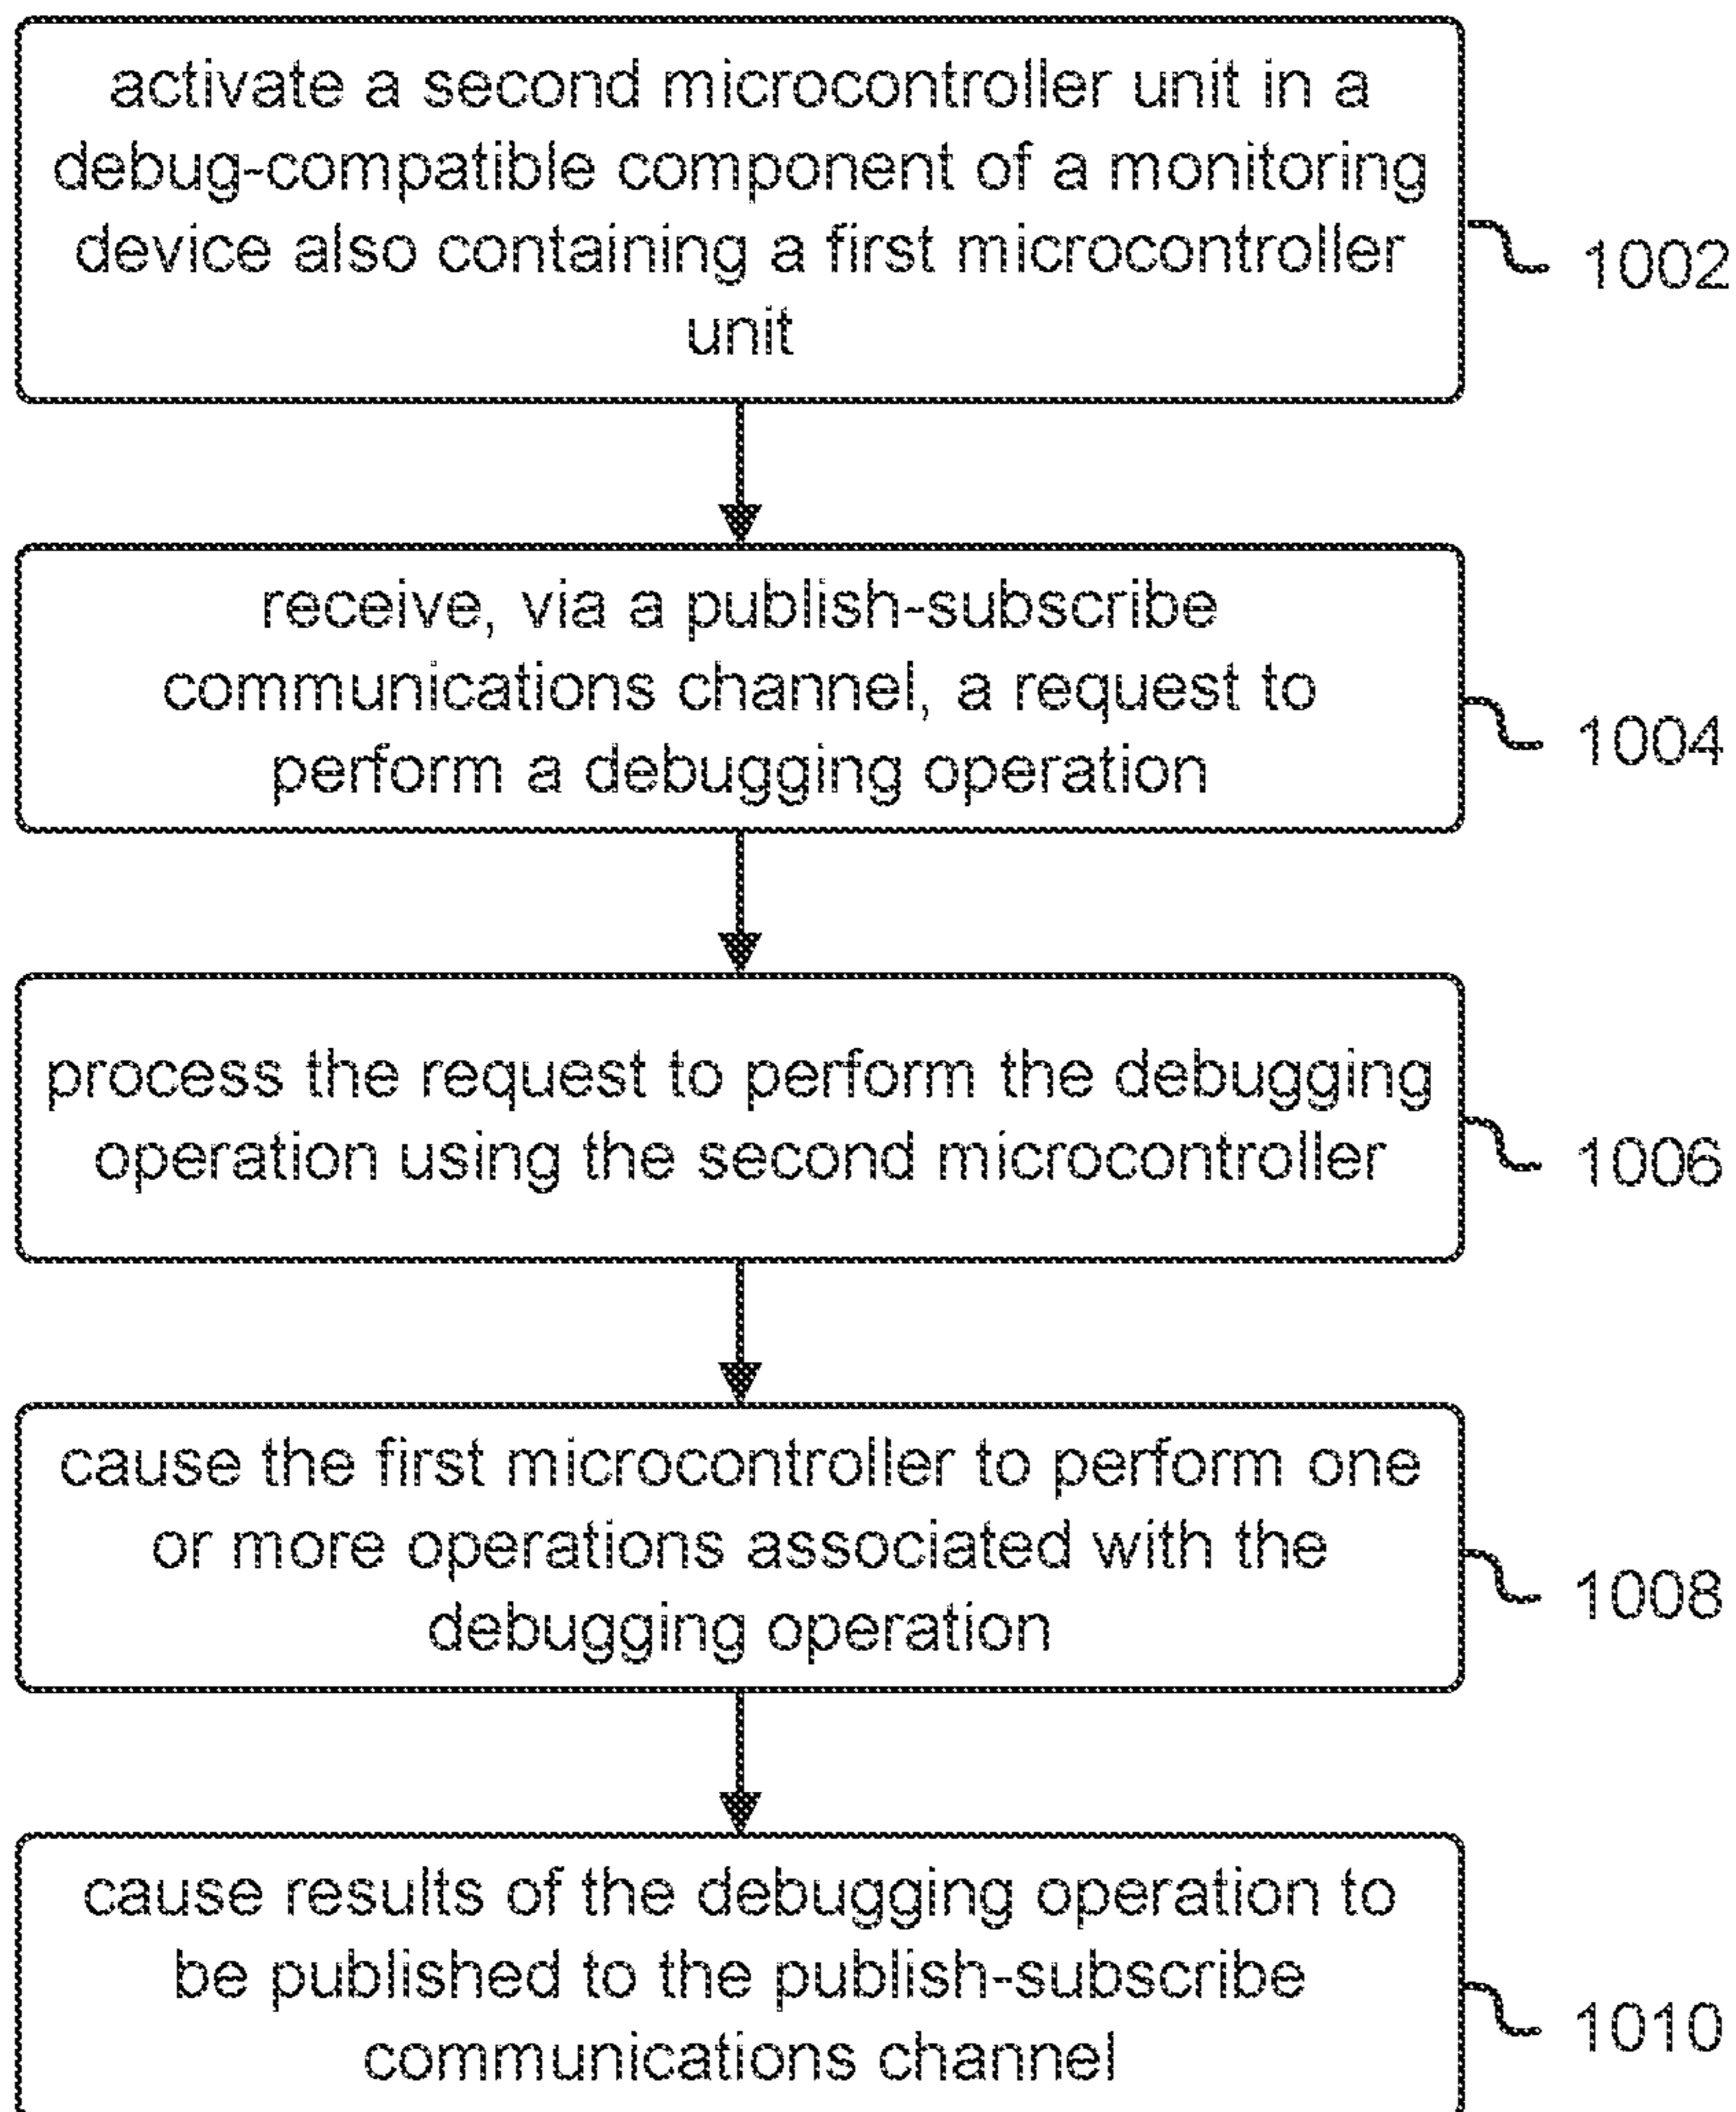 activate a second microcontroller unit in a
debug-compatible component of a monitoring
device also containing a first microcontroller
unit
1002
receive, via a publish-subscribe
communications channel, a request to
perform a debugging operation
1004
process the request to perform the debugging
operation using the second microcontroller
1006
cause the first microcontroller to perform one
or more operations associated with the
debugging operation
1008
cause results of the debugging operation to
be published to the publish-subscribe
communications channel
1010